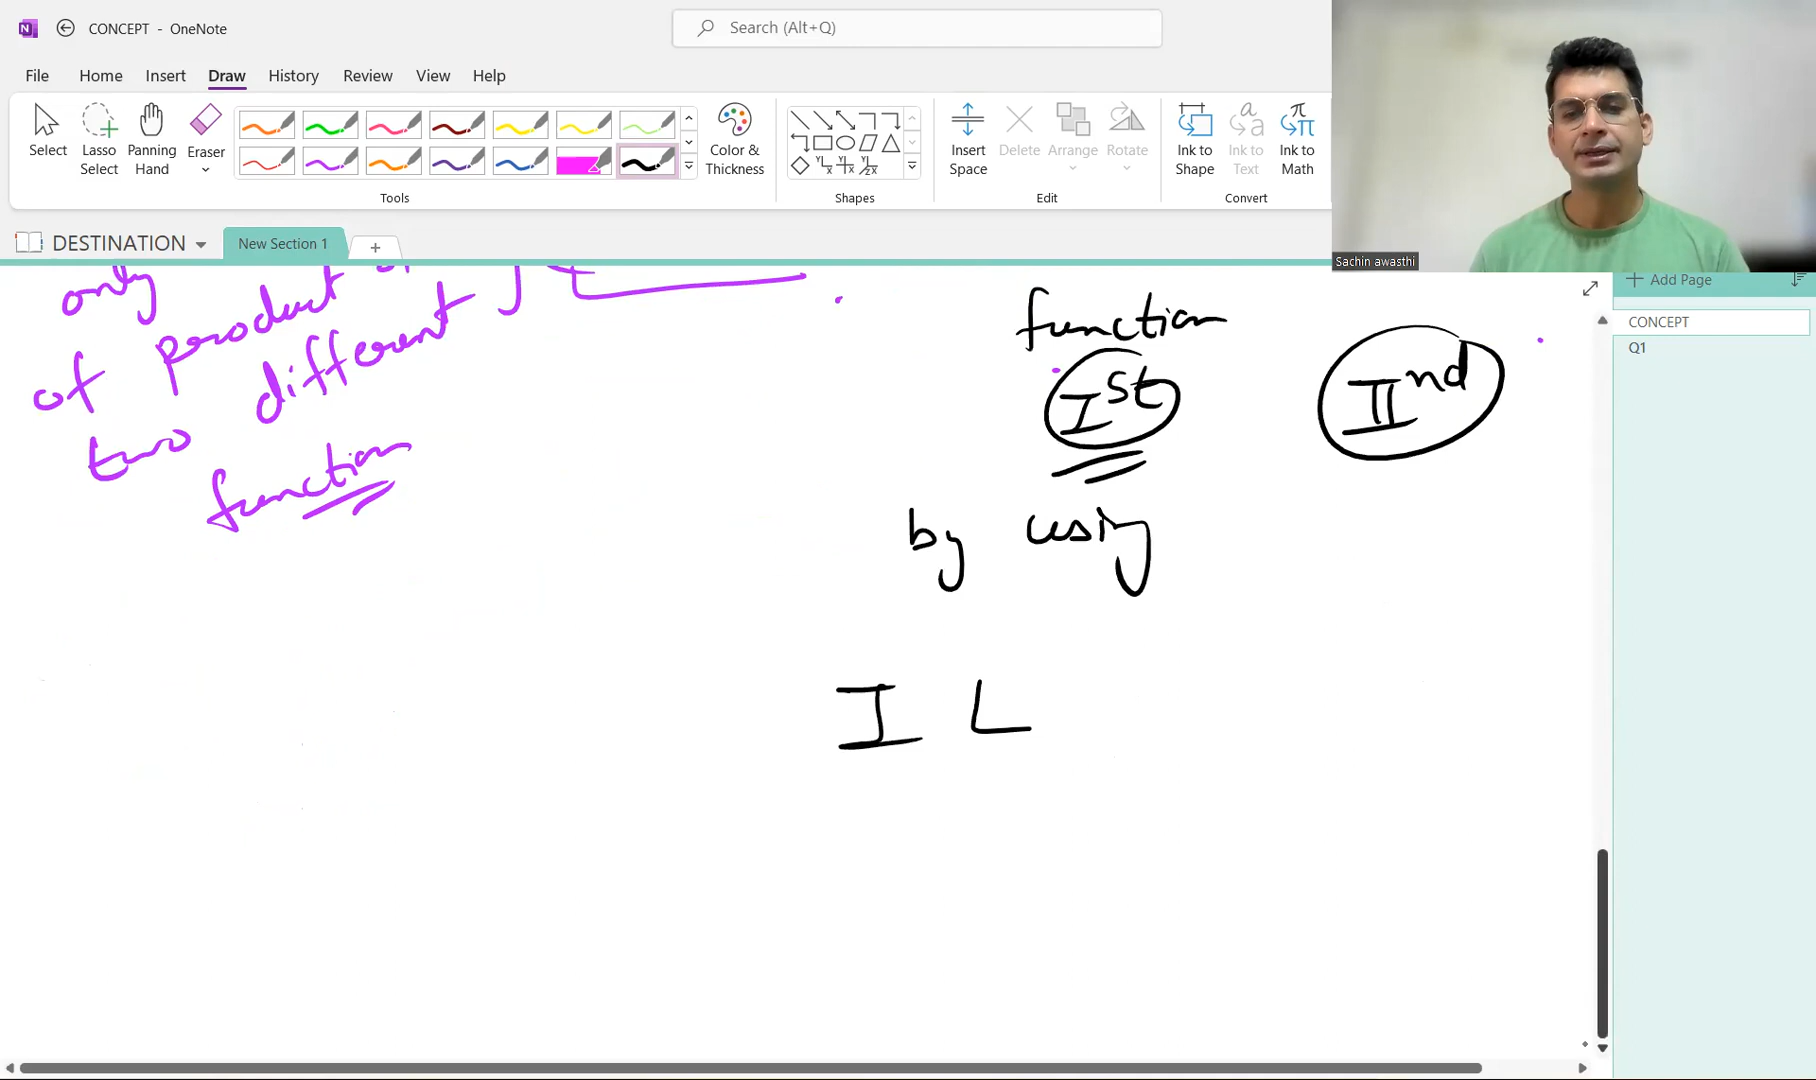 CONCEPT - OneNote
Search (Alt+Q)
File Home Insert Draw History Review View Help
Select
Lasso Select
Panning Hand
Eraser
Color & Thickness
Insert Space
Delete
Arrange
Rotate
Ink to Shape
Ink to Text
Ink to Math
Tools Shapes Edit Convert
Sachin awasthi
DESTINATION New Section 1
Add Page
CONCEPT
Q1
only
of product
two different
function
function
Ist IInd
by using
I L